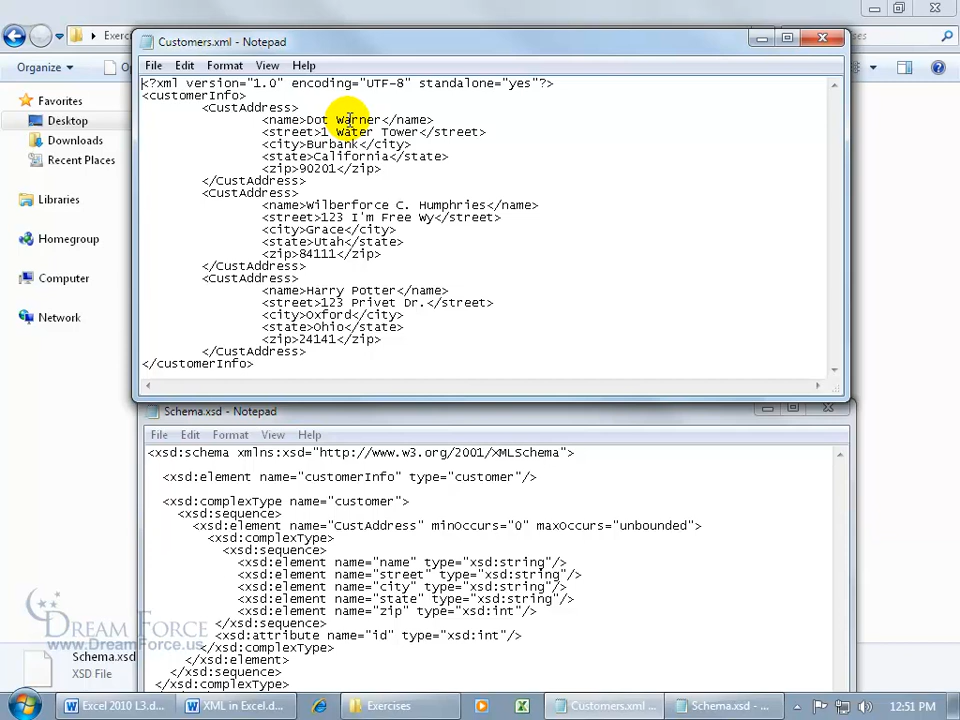 Exerc
ises
Organize
Op
Favorites
Desktop
Downloads
Recent Places
Libraries
Homegroup
Computer
Network
Customers.xml - Notepad
File Edit Format View Help
<?xml version="1.0" encoding="UTF-8" standalone="yes"?>
<customerInfo>
<CustAddress>
<name>Dot Warner</name>
<street>1 Water Tower</street>
<city>Burbank</city>
<state>California</state>
<zip>90201</zip>
</CustAddress>
<CustAddress>
<name>Wilberforce C. Humphries</name>
<street>123 I'm Free Wy</street>
<city>Grace</city>
<state>Utah</state>
<zip>84111</zip>
</CustAddress>
<CustAddress>
<name>Harry Potter</name>
<street>123 Privet Dr.</street>
<city>Oxford</city>
<state>Ohio</state>
<zip>24141</zip>
</CustAddress>
</customerInfo>
Schema.xsd - Notepad
File Edit Format View Help
<xsd:schema xmlns:xsd="http://www.w3.org/2001/XMLSchema">
<xsd:element name="customerInfo" type="customer"/>
<xsd:complexType name="customer">
<xsd:sequence>
<xsd:element name="CustAddress" minOccurs="0" maxOccurs="unbounded">
<xsd:complexType>
<xsd:sequence>
<xsd:element name="name" type="xsd:string"/>
<xsd:element name="street" type="xsd:string"/>
<xsd:element name="city" type="xsd:string"/>
<xsd:element name="state" type="xsd:string"/>
<xsd:element name="zip" type="xsd:int"/>
</xsd:sequence>
<xsd:attribute name="id" type="xsd:int"/>
</xsd:complexType>
</xsd:element>
</xsd:sequence>
</xsd:complexType>
DREAM FORCE
www.DreamForce.us
Schema.xsd
XSD File
Excel 2010 L3.d...
XML in Excel.d...
Exercises
Customers.xml ...
Schema.xsd - ...
12:51 PM